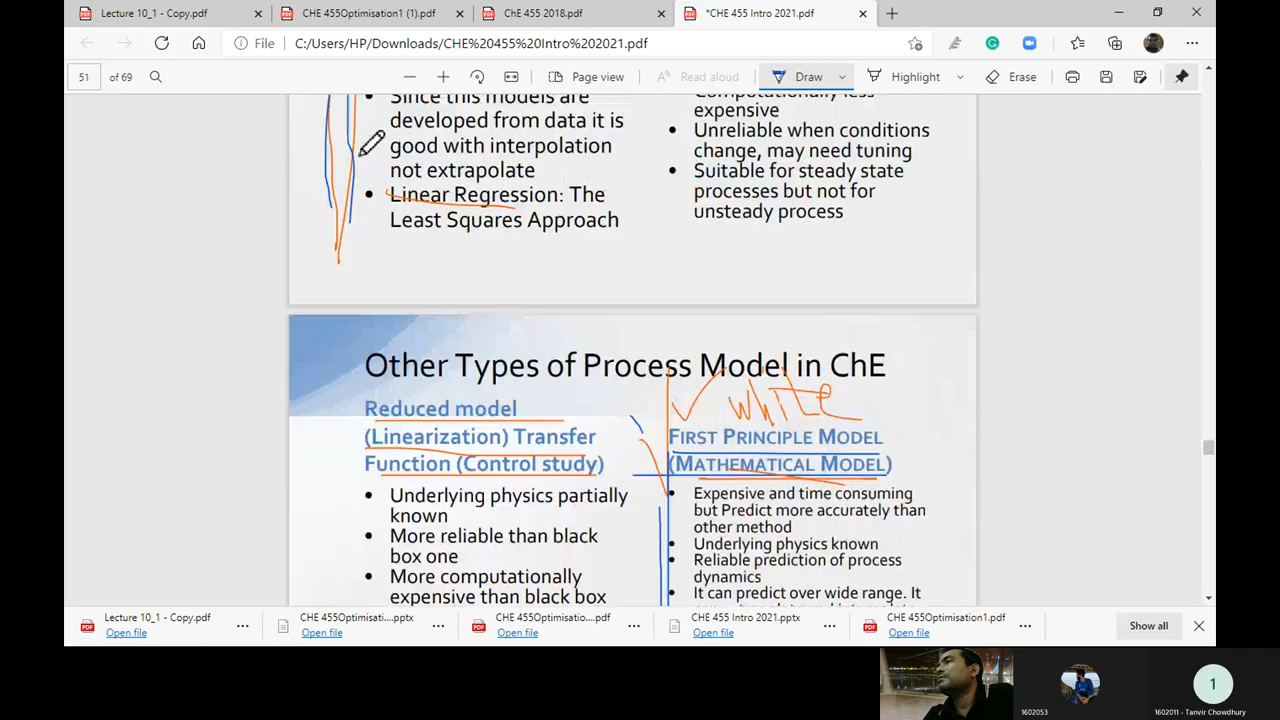 Lecture 10_1 - Copy.pdf
CHE 455Optimisation1 (1).pdf
ChE 455 2018.pdf
*CHE 455 Intro 2021.pdf
File
C:/Users/HP/Downloads/CHE%20455%20Intro%202021.pdf
51 of 69
Page view
Read aloud
Draw
Highlight
Erase
Since this models are
developed from data it is
good with interpolation
not extrapolate
Linear Regression: The
Least Squares Approach
Computationally less
expensive
Unreliable when conditions
change, may need tuning
Suitable for steady state
processes but not for
unsteady process
Other Types of Process Model in ChE
Reduced model
(Linearization) Transfer
Function (Control study)
Underlying physics partially
known
More reliable than black
box one
More computationally
expensive than black box
white
FIRST PRINCIPLE MODEL
(MATHEMATICAL MODEL)
Expensive and time consuming
but Predict more accurately than
other method
Underlying physics known
Reliable prediction of process
dynamics
It can predict over wide range. It
Lecture 10_1 - Copy.pdf
Open file
CHE 455Optimisati....pptx
Open file
CHE 455Optimisatio....pdf
Open file
CHE 455 Intro 2021.pptx
Open file
CHE 455Optimisation1.pdf
Open file
Show all
1602053
1
1602011 - Tanvir Chowdhury